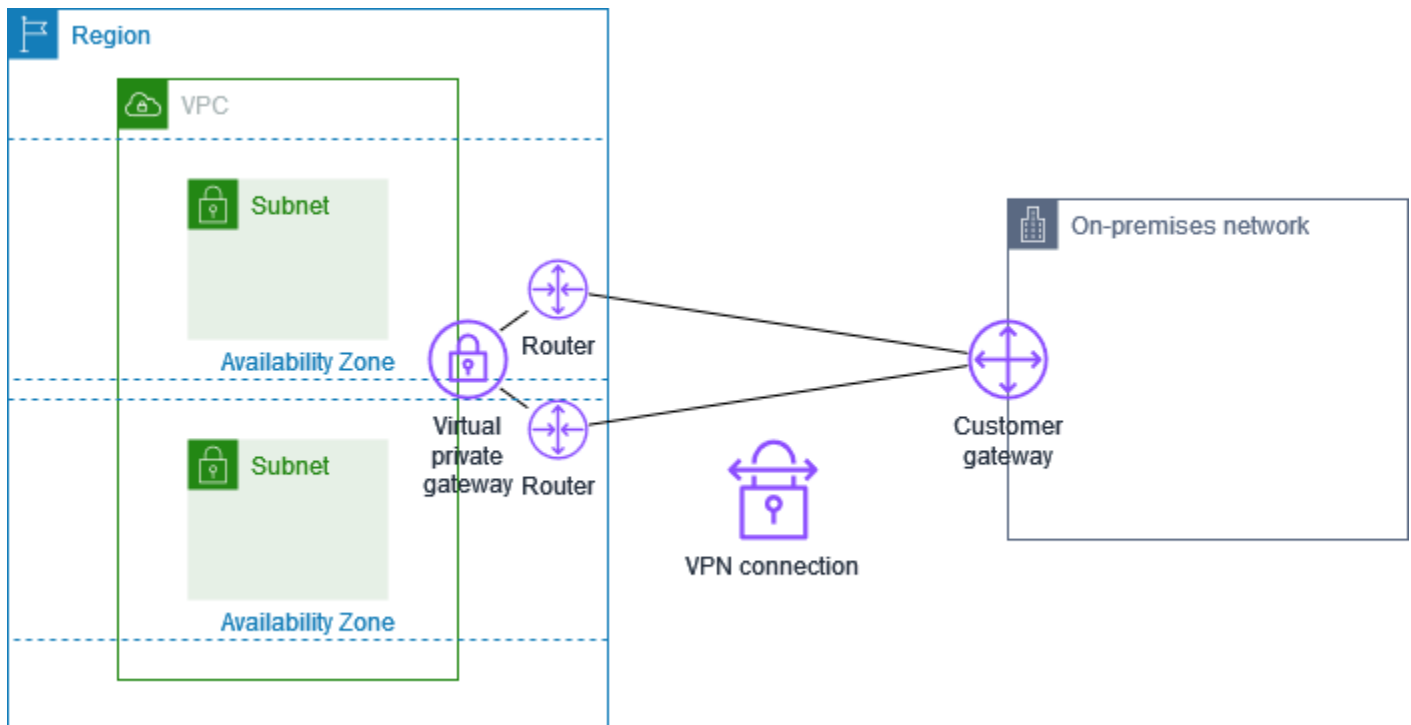 Region
VPC
Subnet
On-premises network
Router
Availability Zone
Virtual
private
gateway
Customer
gateway
Subnet
Router
VPN connection
Availability Zone